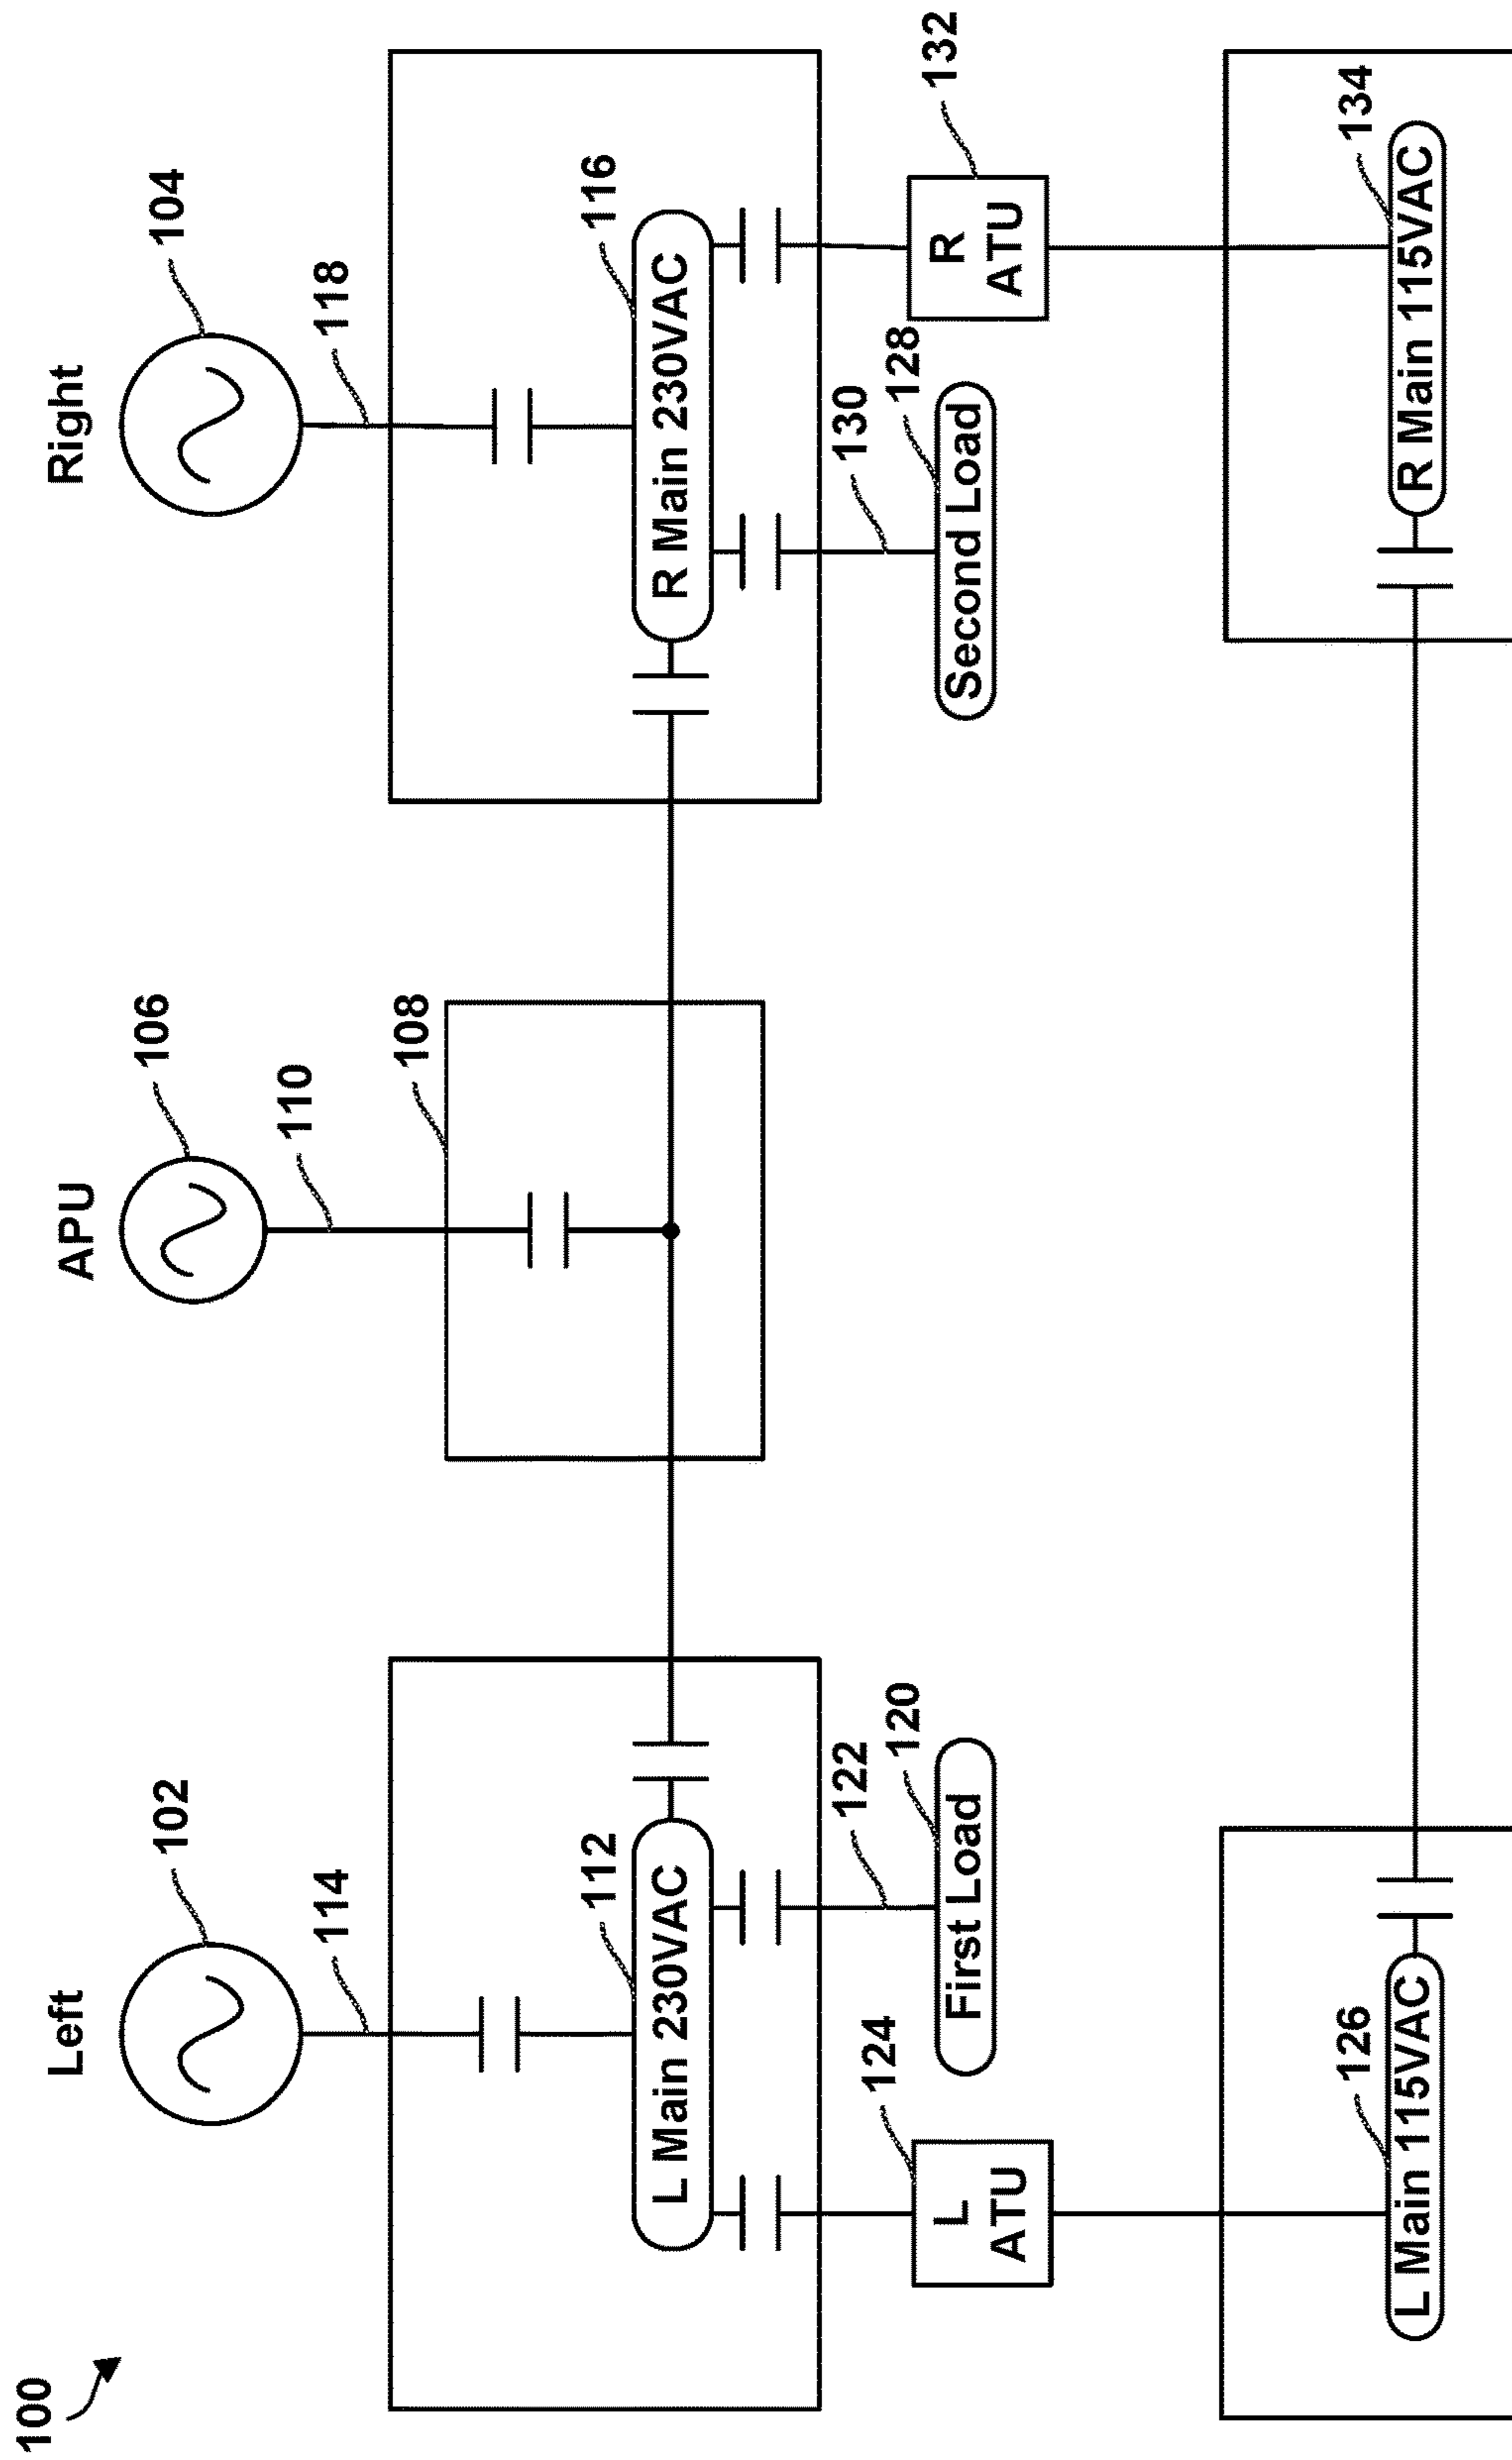 100
Left
APU
Right
102
106
104
114
110
118
108
112
116
L Main 230VAC
R Main 230VAC
122
130
124
120
128
132
L
ATU
First Load
Second Load
R
ATU
126
134
L Main 115VAC
R Main 115VAC